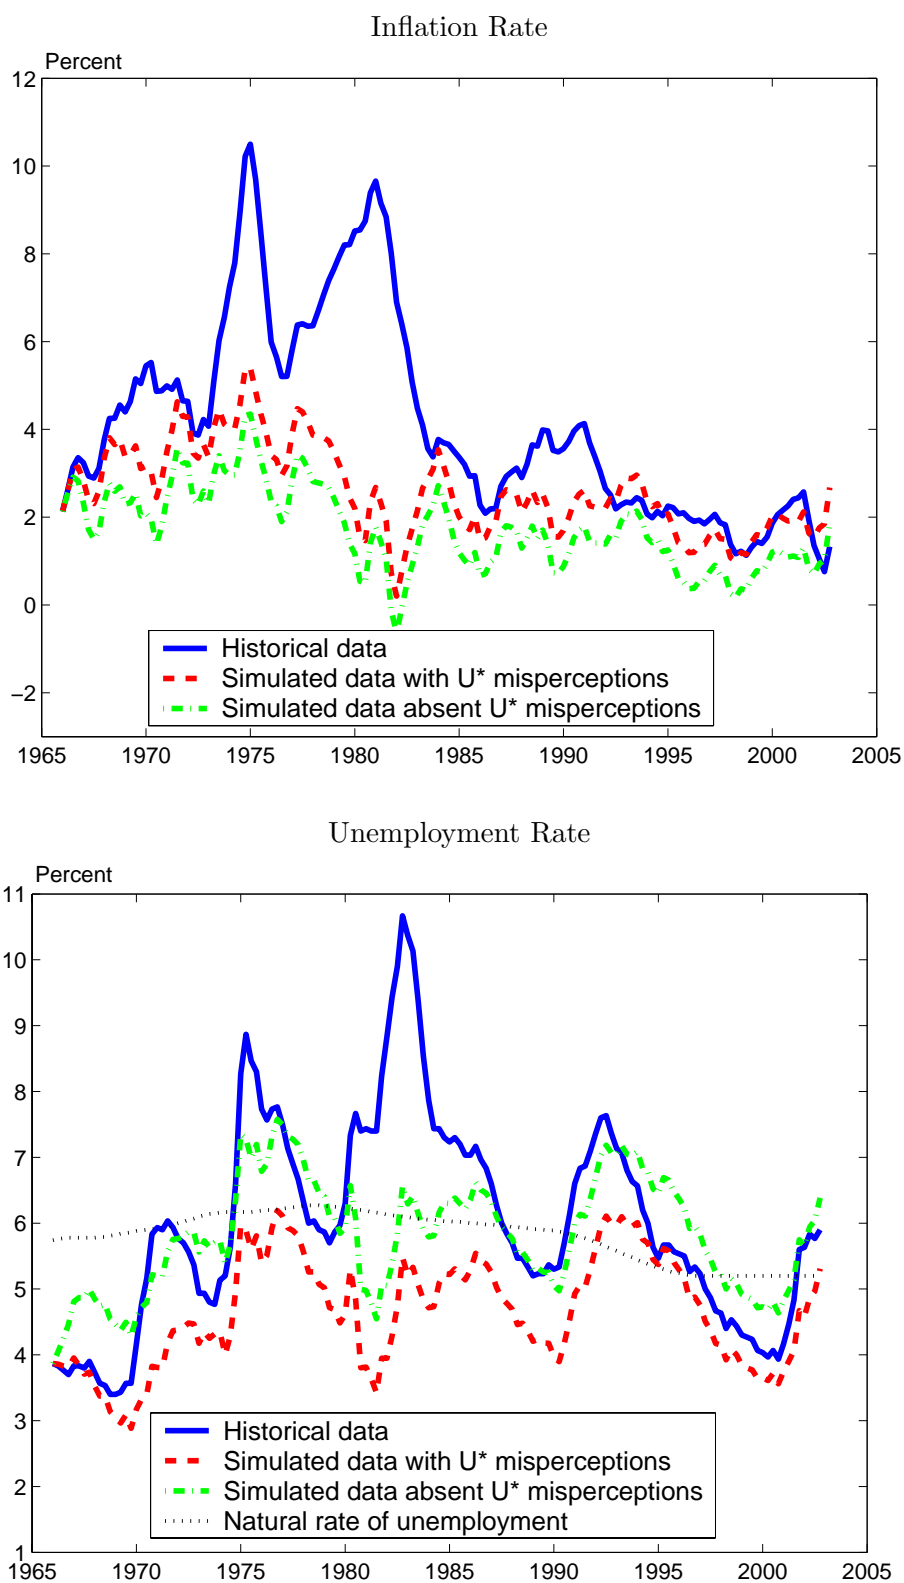 Inflation Rate
Percent
12
10
8
6
4
2
0
−2
Historical data
Simulated data with U* misperceptions
Simulated data absent U* misperceptions
1965 1970 1975 1980 1985 1990 1995 2000 2005
Unemployment Rate
Percent
11
10
9
8
7
6
5
4
3
2
1
Historical data
Simulated data with U* misperceptions
Simulated data absent U* misperceptions
Natural rate of unemployment
1965 1970 1975 1980 1985 1990 1995 2000 2005